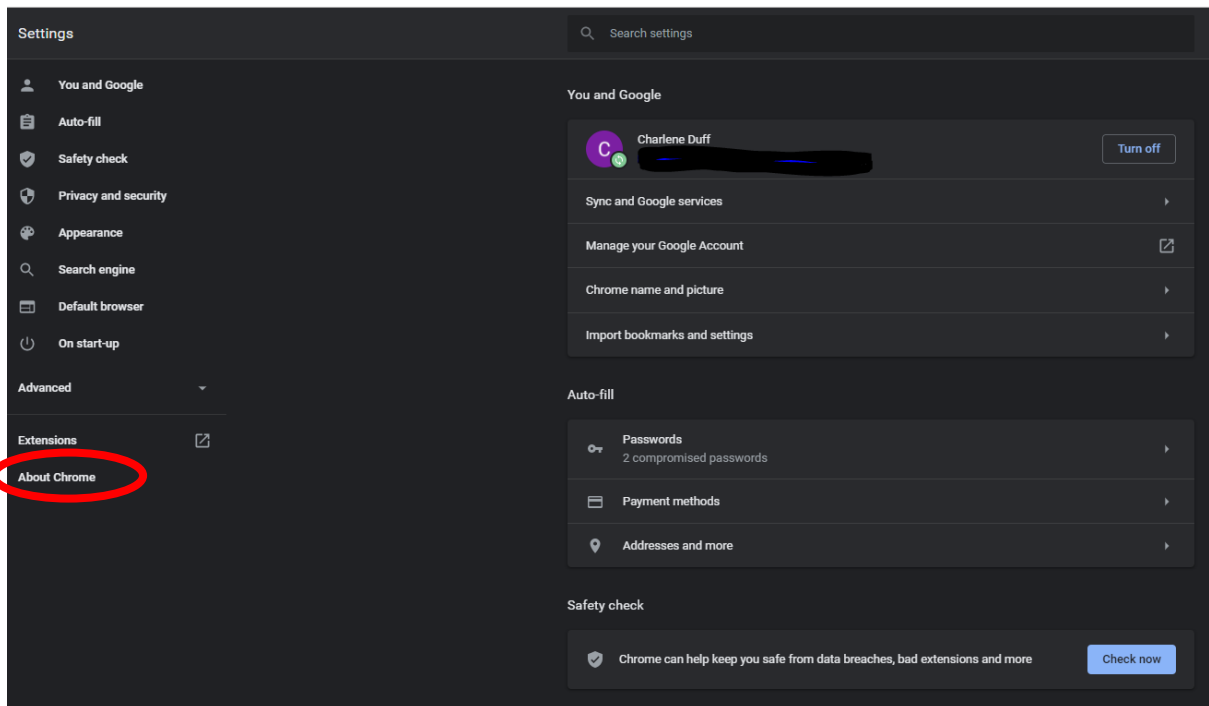 Settings
Search settings
You and Google
Auto-fill
Safety check
Privacy and security
Appearance
Search engine
Default browser
On start-up
Advanced
Extensions
About Chrome
You and Google
C
Charlene Duff
Turn off
Sync and Google services
Manage your Google Account
Chrome name and picture
Import bookmarks and settings
Auto-fill
Passwords
2 compromised passwords
Payment methods
Addresses and more
Safety check
Chrome can help keep you safe from data breaches, bad extensions and more
Check now